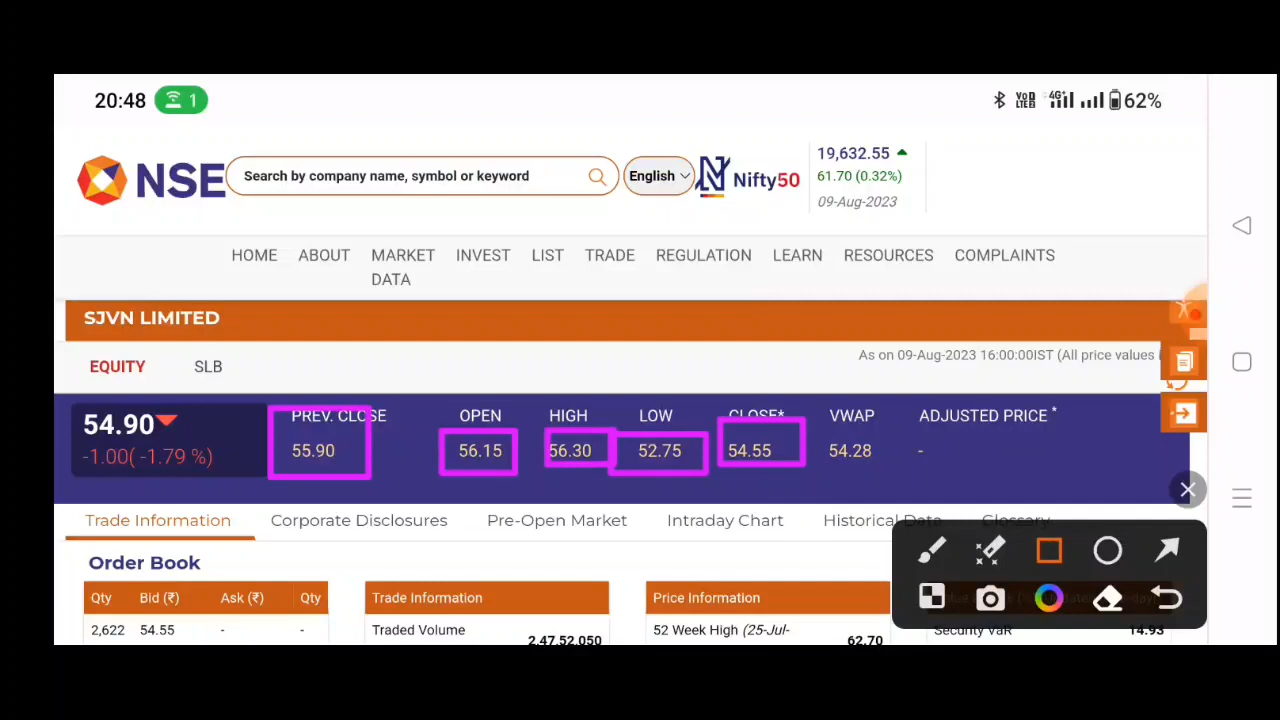 20:48 1 VoD LTED 4G+ 62%
NSE Search by company name, symbol or keyword English Nifty50 19,632.55
61.70 (0.32%)
09-Aug-2023
HOME ABOUT MARKET DATA INVEST LIST TRADE REGULATION LEARN RESOURCES COMPLAINTS
SJVN LIMITED
EQUITY SLB As on 09-Aug-2023 16:00:00IST (All price values
54.90 PREV. CLOSE OPEN HIGH LOW CLOSE* VWAP ADJUSTED PRICE *
-1.00( -1.79 %) 55.90 56.15 56.30 52.75 54.55 54.28 -
Trade Information Corporate Disclosures Pre-Open Market Intraday Chart Historical Data Glossary
Order Book
Qty Bid (₹) Ask (₹) Qty Trade Information Price Information
2,622 54.55 - - Traded Volume 2,47,52,050 52 Week High (25-Jul- 62.70 Security VaR 14.93